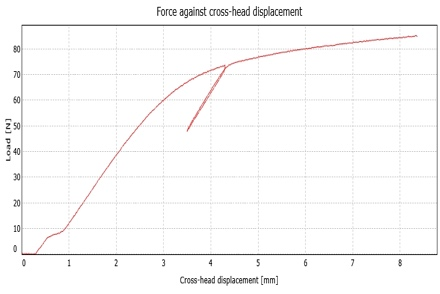 Force against cross-head displacement
Load [N]
80
70
60
50
40
30
20
10
0
0 1 2 3 4 5 6 7 8
Cross-head displacement [mm]